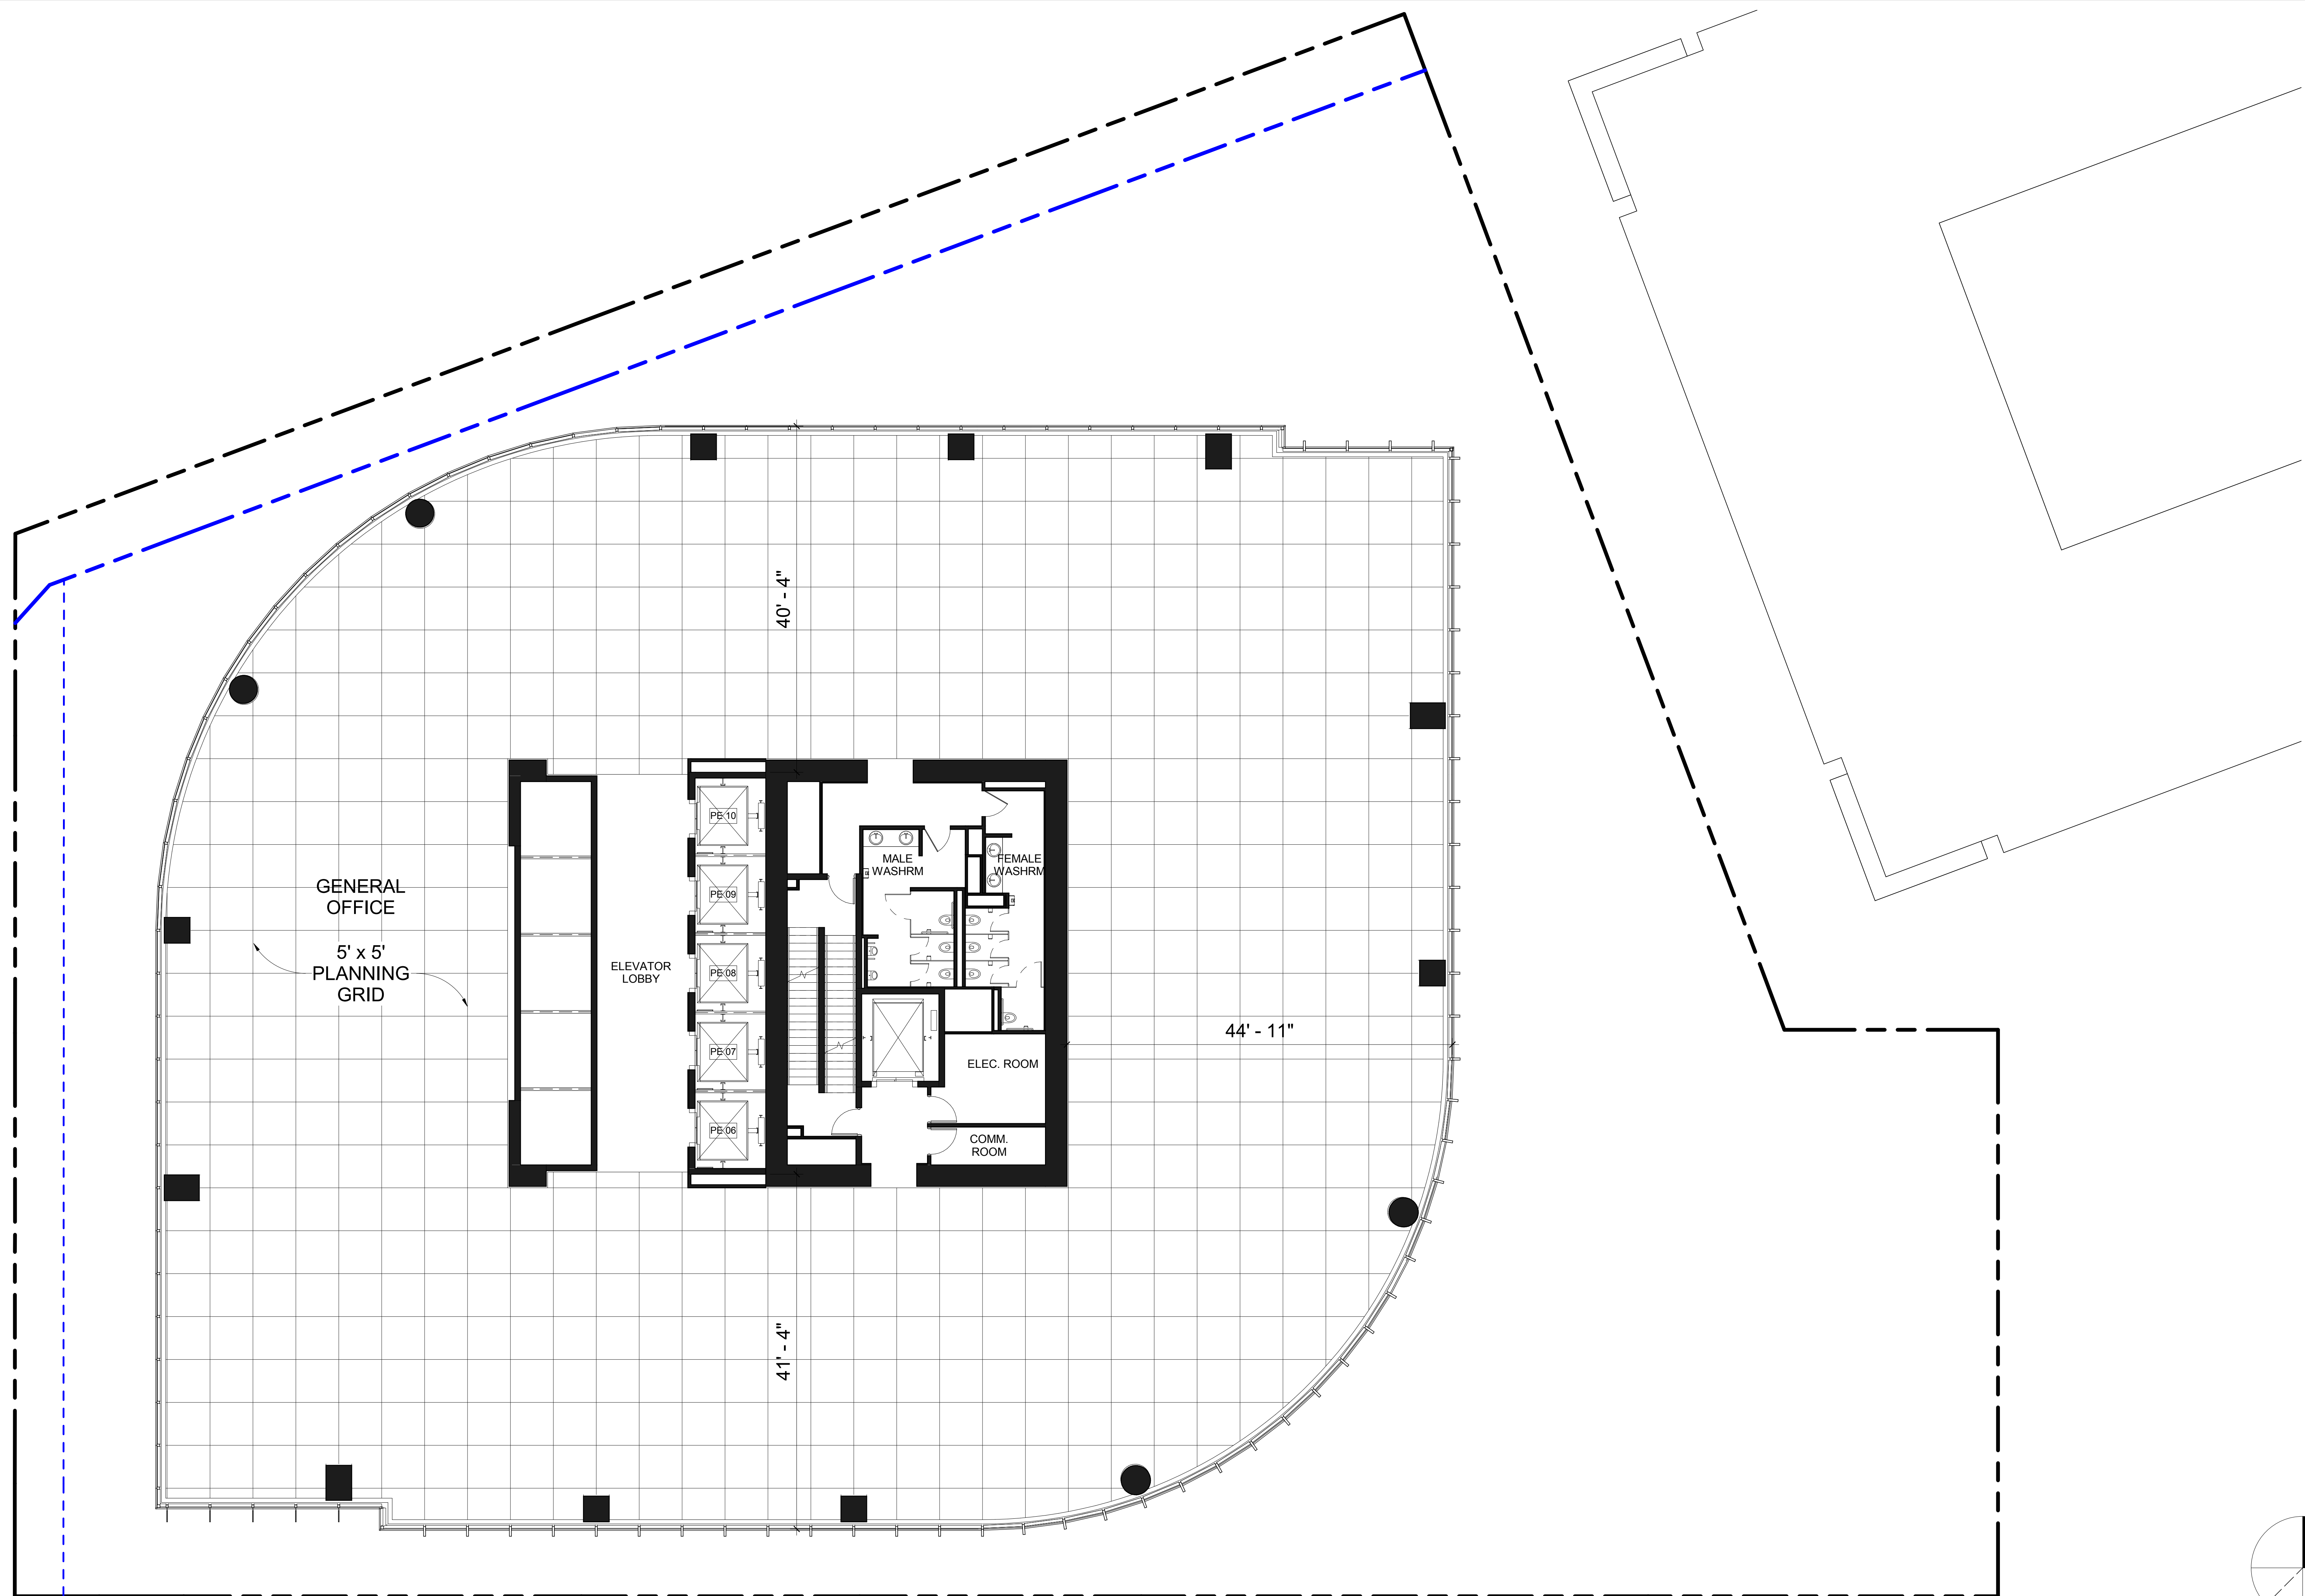 40' - 4"
PE 10
MALE
WASHRM
FEMALE
WASHRM
GENERAL
OFFICE
PE 09
5' x 5'
PLANNING
GRID
ELEVATOR
LOBBY
PE 08
44' - 11"
PE 07
ELEC. ROOM
PE 06
COMM.
ROOM
41' - 4"